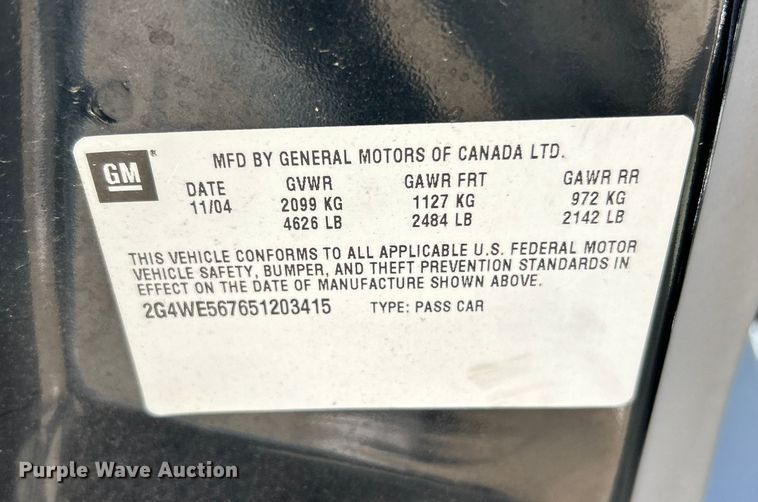 GM ®
MFD BY GENERAL MOTORS OF CANADA LTD.
DATE GVWR GAWR FRT GAWR RR
11/04 2099 KG 1127 KG 972 KG
4626 LB 2484 LB 2142 LB
THIS VEHICLE CONFORMS TO ALL APPLICABLE U.S. FEDERAL MOTOR
VEHICLE SAFETY, BUMPER, AND THEFT PREVENTION STANDARDS IN
EFFECT ON THE DATE OF MANUFACTURE SHOWN ABOVE.
2G4WE567651203415 TYPE: PASS CAR
Purple Wave Auction